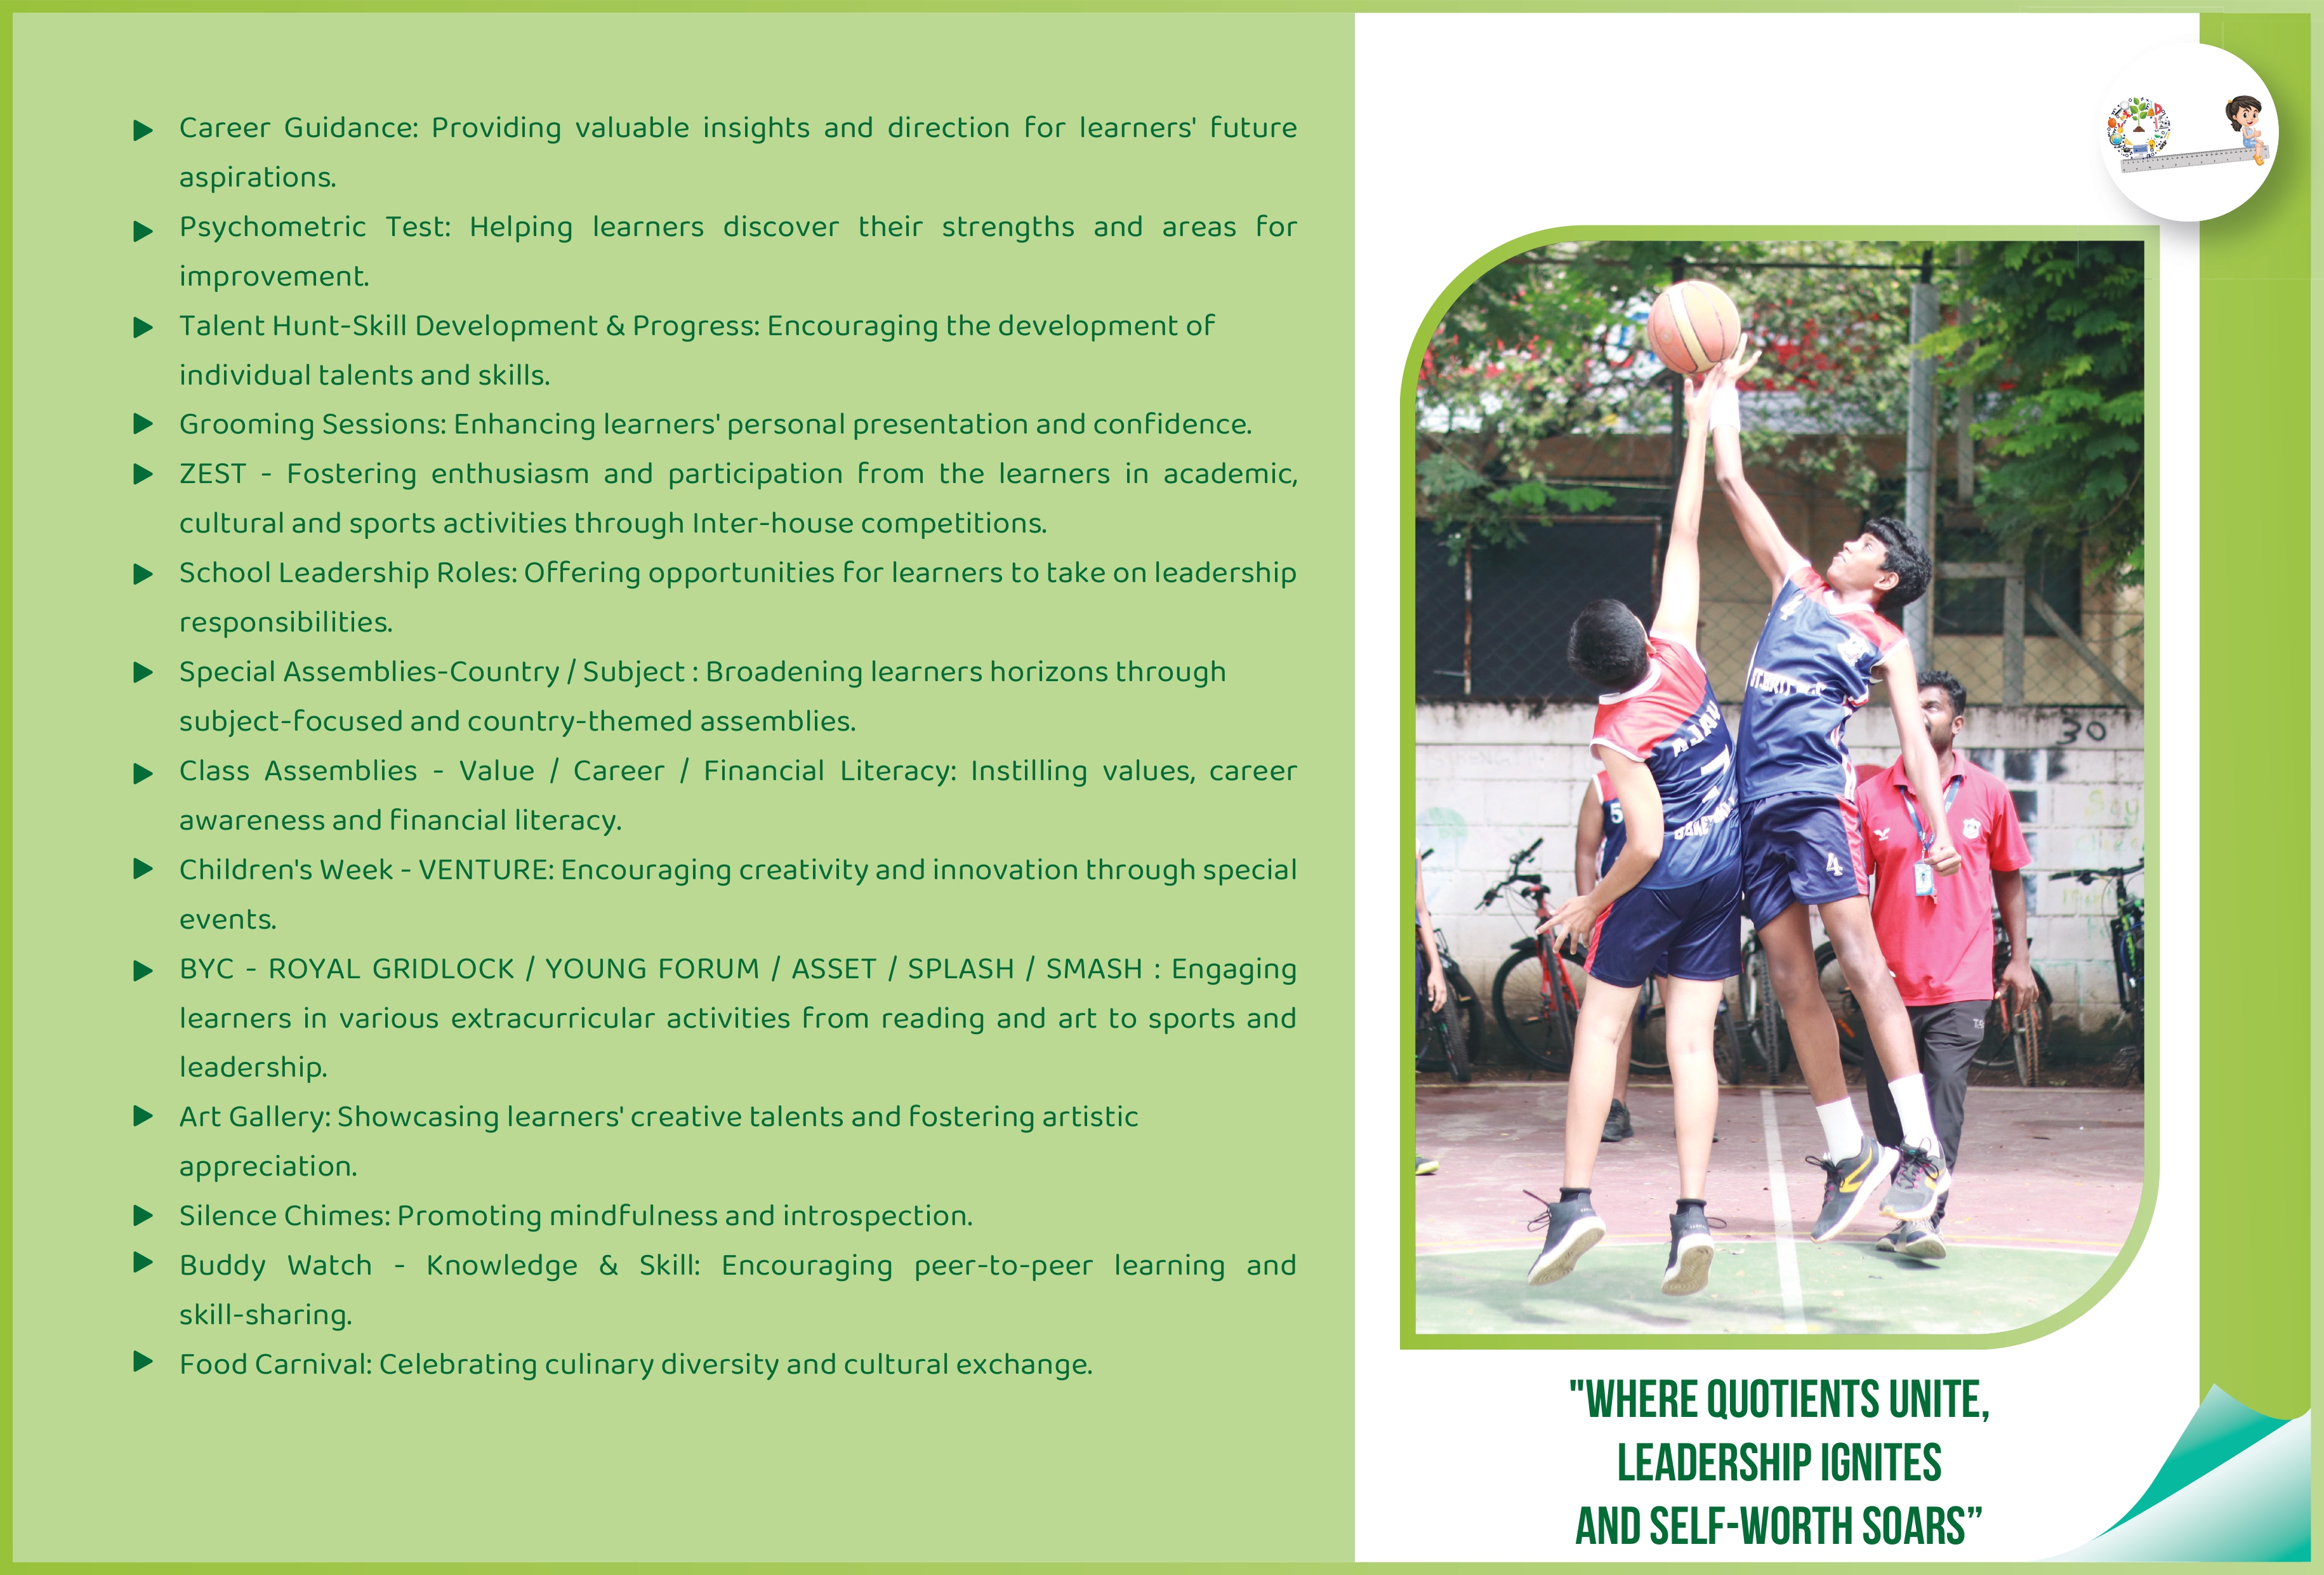 Career Guidance: Providing valuable insights and direction for learners' future
aspirations.
Psychometric Test: Helping learners discover their strengths and areas for
improvement.
Talent Hunt-Skill Development & Progress: Encouraging the development of
individual talents and skills.
Grooming Sessions: Enhancing learners' personal presentation and confidence.
ZEST - Fostering enthusiasm and participation from the learners in academic,
cultural and sports activities through Inter-house competitions.
School Leadership Roles: Offering opportunities for learners to take on leadership
responsibilities.
Special Assemblies-Country / Subject : Broadening learners horizons through
subject-focused and country-themed assemblies.
Class Assemblies - Value / Career / Financial Literacy: Instilling values, career
awareness and financial literacy.
Children's Week - VENTURE: Encouraging creativity and innovation through special
events.
BYC - ROYAL GRIDLOCK / YOUNG FORUM / ASSET / SPLASH / SMASH : Engaging
learners in various extracurricular activities from reading and art to sports and
leadership.
Art Gallery: Showcasing learners' creative talents and fostering artistic
appreciation.
Silence Chimes: Promoting mindfulness and introspection.
Buddy Watch - Knowledge & Skill: Encouraging peer-to-peer learning and
skill-sharing.
Food Carnival: Celebrating culinary diversity and cultural exchange.
30
4
7
5
4
"WHERE QUOTIENTS UNITE,
LEADERSHIP IGNITES
AND SELF-WORTH SOARS”